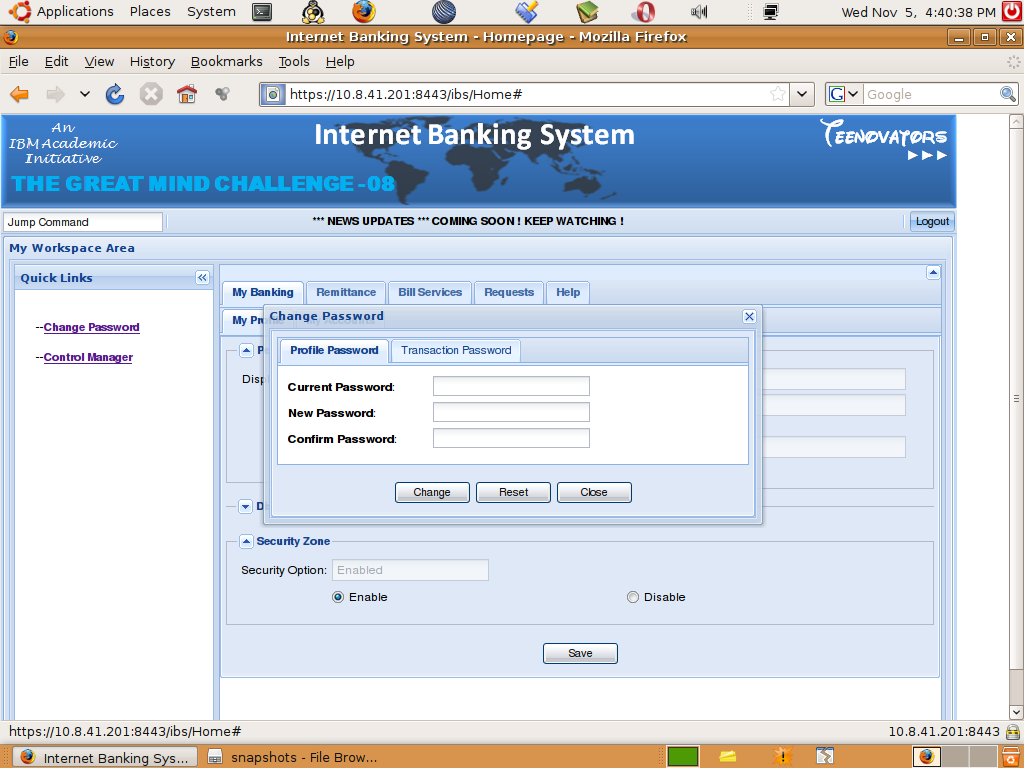 Applications Places System Wed Nov 5, 4:40:38 PM
Internet Banking System - Homepage - Mozilla Firefox
File Edit View History Bookmarks Tools Help
https://10.8.41.201:8443/ibs/Home# G Google
An
IBM Academic
Initiative
Internet Banking System
TEENOVATORS
THE GREAT MIND CHALLENGE -08
Jump Command *** NEWS UPDATES *** COMING SOON ! KEEP WATCHING ! Logout
My Workspace Area
Quick Links
My Banking Remittance Bill Services Requests Help
--Change Password
--Control Manager
Change Password
Profile Password Transaction Password
Current Password:
New Password:
Confirm Password:
Change Reset Close
Security Zone
Security Option: Enabled
Enable Disable
Save
https://10.8.41.201:8443/ibs/Home# 10.8.41.201:8443
Internet Banking Sys... snapshots - File Brow...